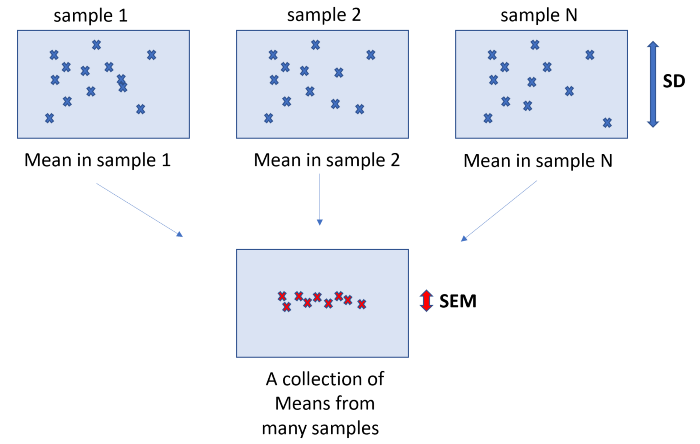 sample 1
sample 2
sample N
SD
Mean in sample 1
Mean in sample 2
Mean in sample N
SEM
A collection of
Means from
many samples